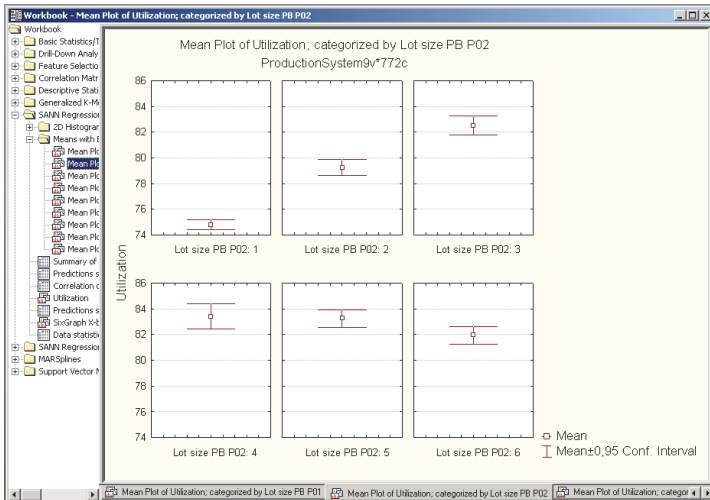 Workbook - Mean Plot of Utilization; categorized by Lot size PB P02
Workbook
Basic Statistics/T
Drill-Down Analy
Feature Selectio
Correlation Matr
Descriptive Stati
Generalized K-M
SANN Regression
2D Histogram
Means with E
Mean Plo
Mean Plo
Mean Plo
Mean Plo
Mean Plo
Mean Plo
Mean Plo
Mean Plo
Mean Plo
Summary of
Predictions s
Correlation c
Utilization
Predictions s
SixGraph X-b
Data statistic
SANN Regression
MARSplines
Support Vector M
Mean Plot of Utilization; categorized by Lot size PB P02
ProductionSystem9v*772c
Utilization
86
84
82
80
78
76
74
Lot size PB P02: 1
Lot size PB P02: 2
Lot size PB P02: 3
86
84
82
80
78
76
74
Lot size PB P02: 4
Lot size PB P02: 5
Lot size PB P02: 6
Mean
Mean±0,95 Conf. Interval
Mean Plot of Utilization; categorized by Lot size PB P01
Mean Plot of Utilization; categorized by Lot size PB P02
Mean Plot of Utilization; categor